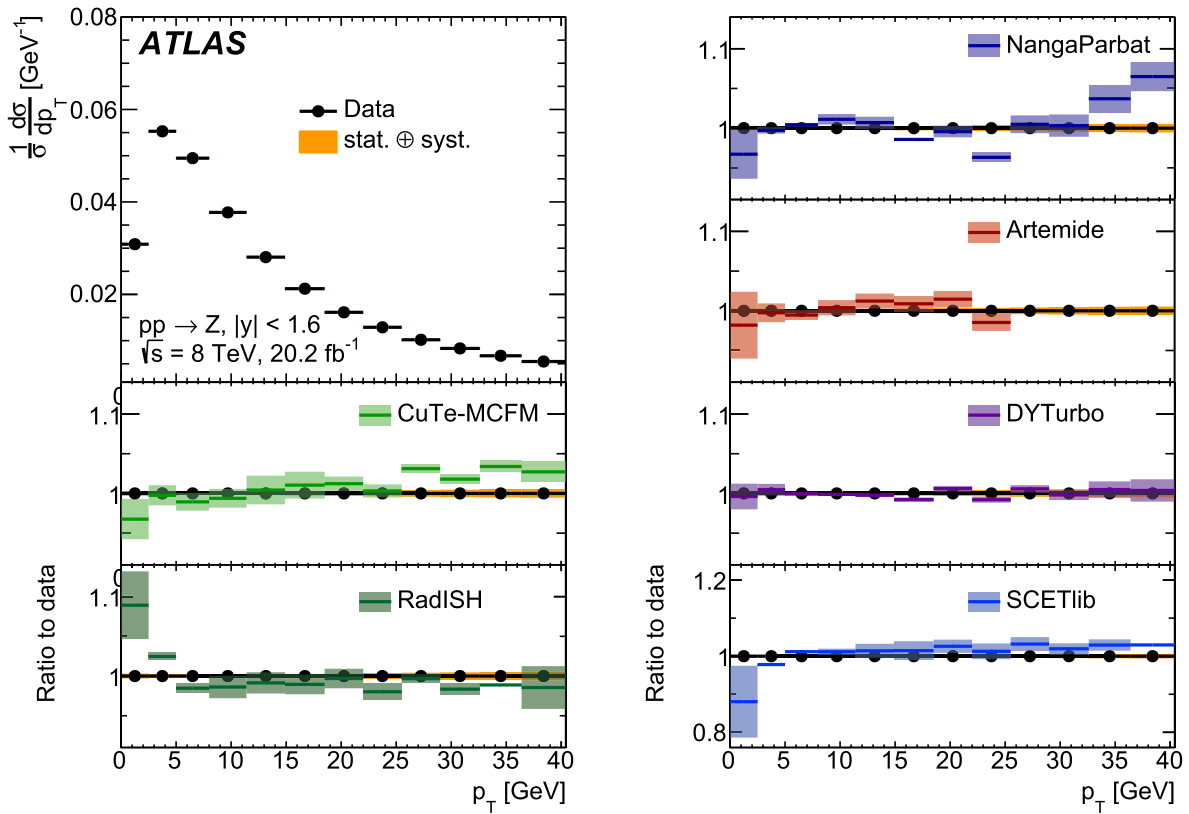 ATLAS
1/σ dσ/dp_T [GeV⁻¹]
0.08
0.06
0.04
0.02
Data
stat. ⊕ syst.
pp → Z, |y| < 1.6
√s = 8 TeV, 20.2 fb⁻¹
0
1.1
1
CuTe-MCFM
0
1.1
1
RadISH
Ratio to data
0 5 10 15 20 25 30 35 40
p_T [GeV]
1.1
1
NangaParbat
1.1
1
Artemide
1.1
1
DYTurbo
1.2
1
0.8
SCETlib
Ratio to data
0 5 10 15 20 25 30 35 40
p_T [GeV]